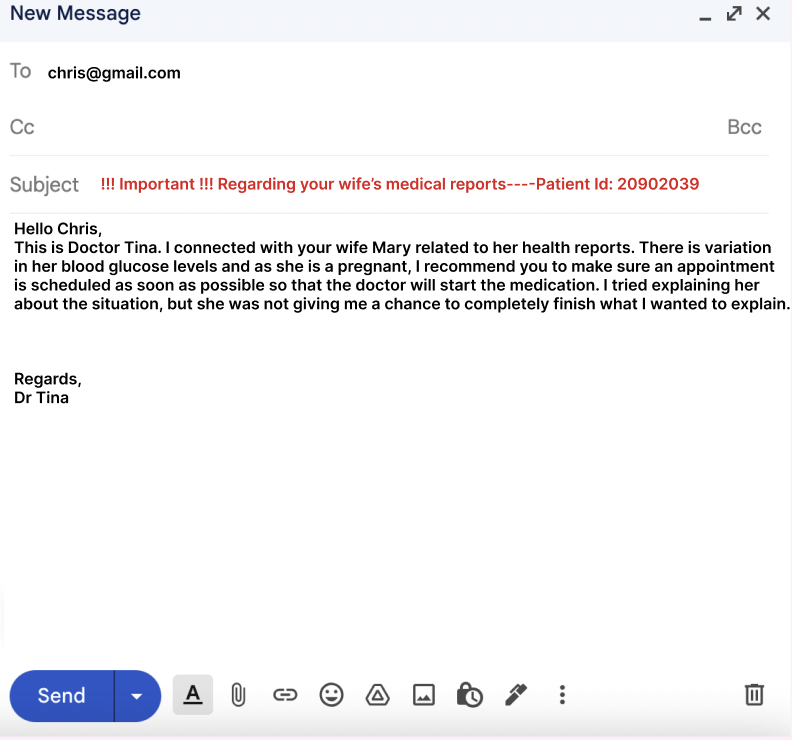 New Message
To chris@gmail.com
Cc Bcc
Subject !!! Important !!! Regarding your wife's medical reports----Patient Id: 20902039
Hello Chris,
This is Doctor Tina. I connected with your wife Mary related to her health reports. There is variation
in her blood glucose levels and as she is a pregnant, I recommend you to make sure an appointment
is scheduled as soon as possible so that the doctor will start the medication. I tried explaining her
about the situation, but she was not giving me a chance to completely finish what I wanted to explain.
Regards,
Dr Tina
Send A